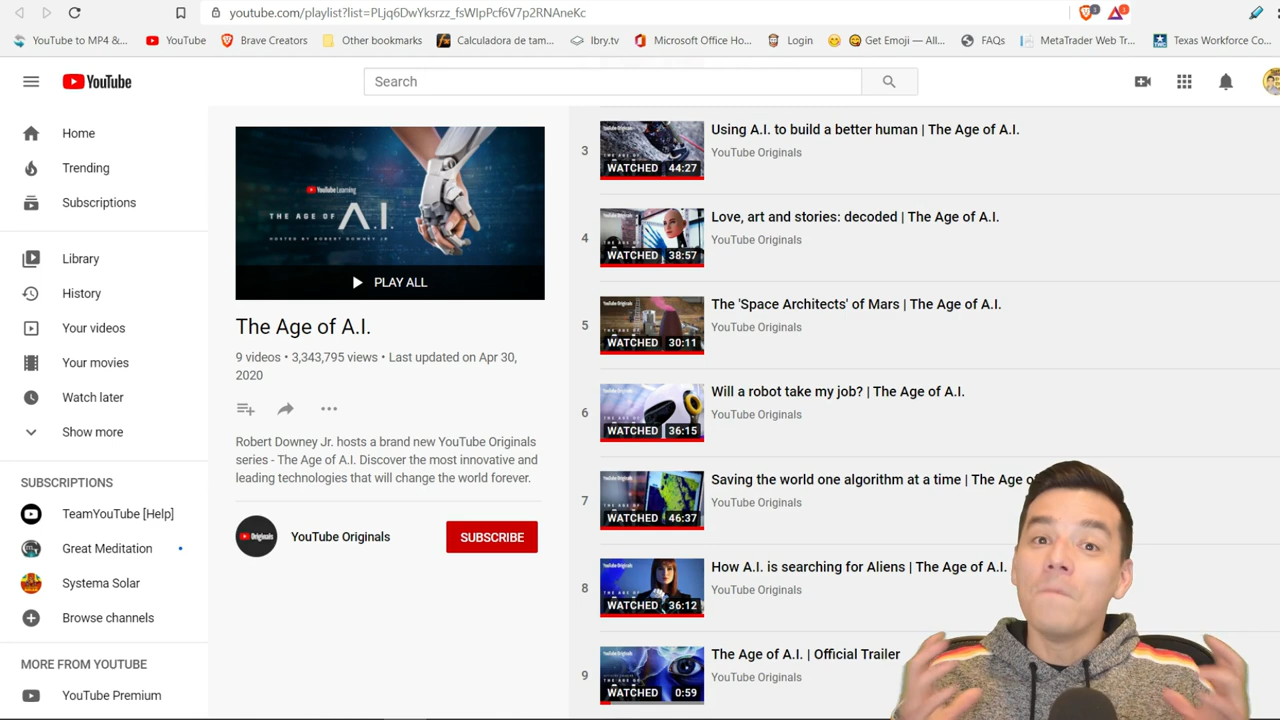 youtube.com/playlist?list=PLjq6DwYksrzz_fsWIpPcf6V7p2RNAneKc
3
3
YouTube to MP4 &...
YouTube
Brave Creators
Other bookmarks
Calculadora de tam...
lbry.tv
Microsoft Office Ho...
Login
Get Emoji — All...
FAQs
MetaTrader Web Tr...
Texas Workforce Co...
YouTube
Search
Home
Trending
Subscriptions
Library
History
Your videos
Your movies
Watch later
Show more
SUBSCRIPTIONS
TeamYouTube [Help]
Great Meditation
Systema Solar
Browse channels
MORE FROM YOUTUBE
YouTube Premium
YouTube Learning
THE AGE OF A.I.
HOSTED BY ROBERT DOWNEY JR
PLAY ALL
The Age of A.I.
9 videos • 3,343,795 views • Last updated on Apr 30,
2020
Robert Downey Jr. hosts a brand new YouTube Originals
series - The Age of A.I. Discover the most innovative and
leading technologies that will change the world forever.
Originals
YouTube Originals
SUBSCRIBE
3
WATCHED 44:27
Using A.I. to build a better human | The Age of A.I.
YouTube Originals
4
WATCHED 38:57
Love, art and stories: decoded | The Age of A.I.
YouTube Originals
5
WATCHED 30:11
The 'Space Architects' of Mars | The Age of A.I.
YouTube Originals
6
WATCHED 36:15
Will a robot take my job? | The Age of A.I.
YouTube Originals
7
WATCHED 46:37
Saving the world one algorithm at a time | The Age o
YouTube Originals
8
WATCHED 36:12
How A.I. is searching for Aliens | The Age of A.I.
YouTube Originals
9
WATCHED 0:59
The Age of A.I. | Official Trailer
YouTube Originals